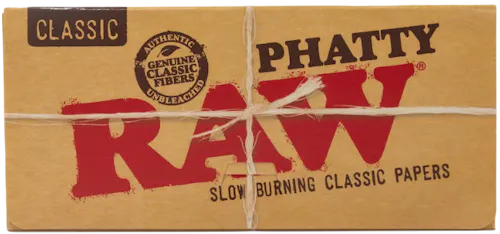 CLASSIC
AUTHENTIC
GENUINE
CLASSIC
FIBERS
UNBLEACHED
PHATTY
RAW®
SLOW BURNING CLASSIC PAPERS